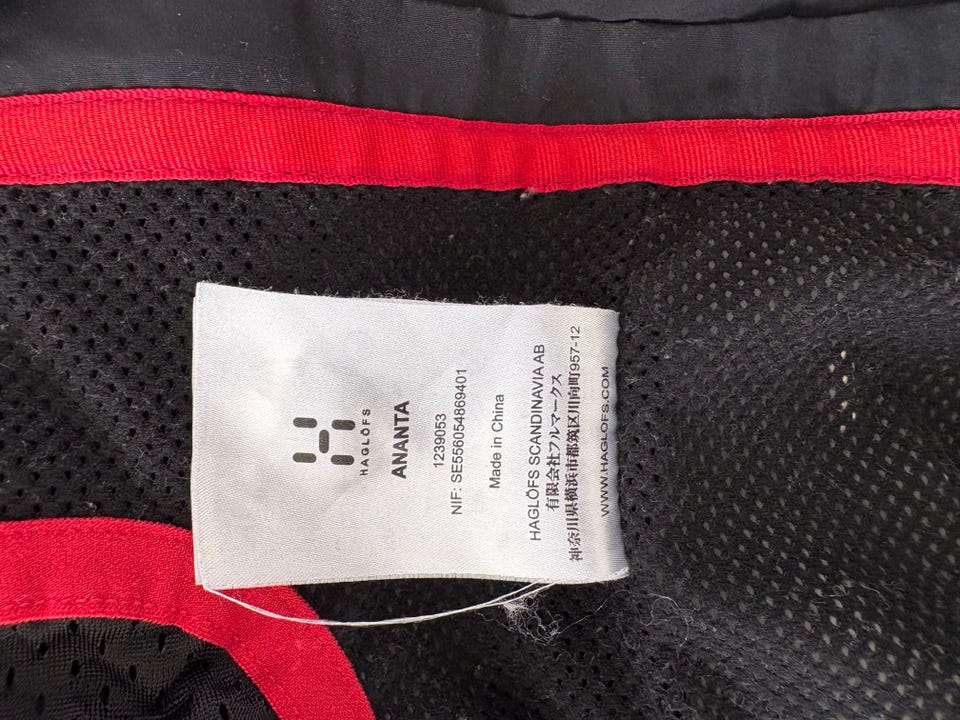 HAGLÖFS
ANANTA
1239053
NIF: SE556054869401
Made in China
HAGLÖFS SCANDINAVIA AB
有限会社フルマークス
神奈川県横浜市都筑区川向町957-12
WWW.HAGLOFS.COM